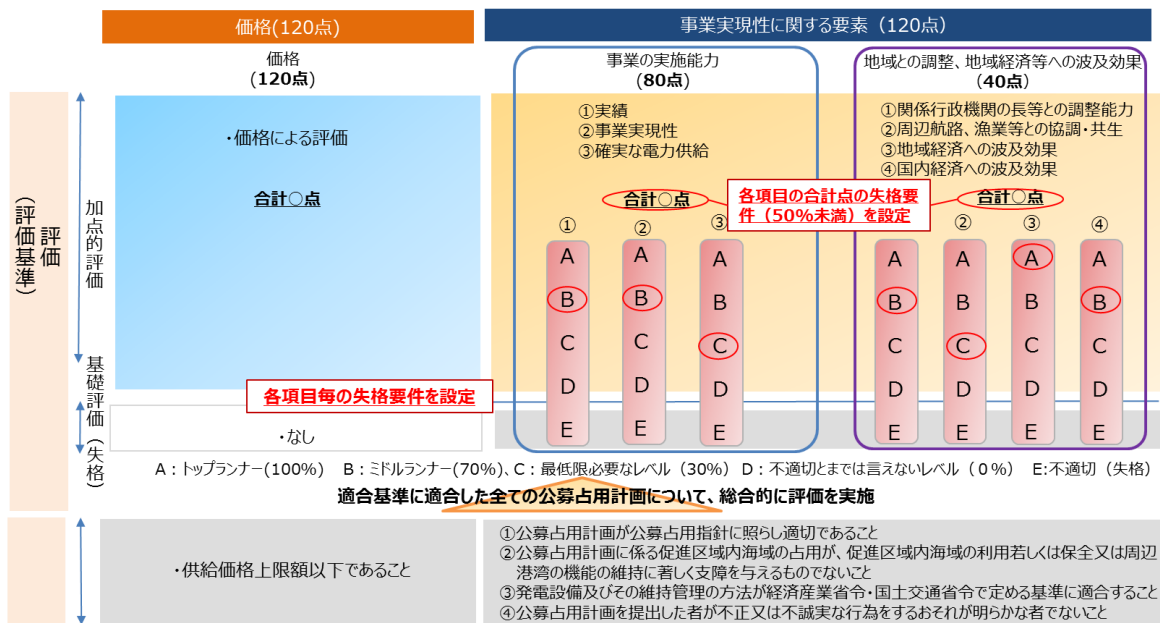 価格(120点)
事業実現性に関する要素（120点）
価格
(120点)
事業の実施能力
(80点)
地域との調整、地域経済等への波及効果
(40点)
評価
（評価基準）
加点的評価
・価格による評価
合計○点
①実績
②事業実現性
③確実な電力供給
合計○点
①関係行政機関の長等との調整能力
②周辺航路、漁業等との協調・共生
③地域経済への波及効果
④国内経済への波及効果
合計○点
各項目の合計点の失格要
件（50％未満）を設定
① ② ③
A A A
B B B
C C C
D D D
E E E
② ③ ④
A A A A
B B B B
C C C C
D D D D
E E E E
基礎評価（失格）
各項目毎の失格要件を設定
・なし
A：トップランナー(100%) B：ミドルランナー(70%)、C：最低限必要なレベル（30%）D：不適切とまでは言えないレベル（０％） E:不適切（失格）
適合基準に適合した全ての公募占用計画について、総合的に評価を実施
・供給価格上限額以下であること
①公募占用計画が公募占用指針に照らし適切であること
②公募占用計画に係る促進区域内海域の占用が、促進区域内海域の利用若しくは保全又は周辺
港湾の機能の維持に著しく支障を与えるものでないこと
③発電設備及びその維持管理の方法が経済産業省令・国土交通省令で定める基準に適合すること
④公募占用計画を提出した者が不正又は不誠実な行為をするおそれが明らかな者でないこと